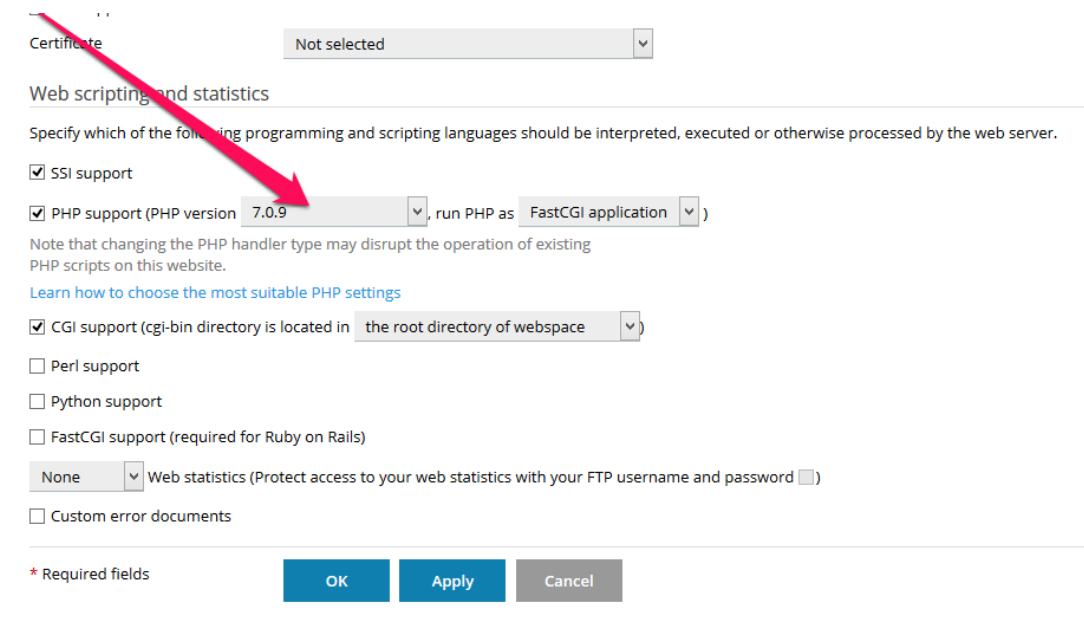 Certificate Not selected
Web scripting and statistics
Specify which of the following programming and scripting languages should be interpreted, executed or otherwise processed by the web server.
SSI support
PHP support (PHP version 7.0.9 , run PHP as FastCGI application )
Note that changing the PHP handler type may disrupt the operation of existing
PHP scripts on this website.
Learn how to choose the most suitable PHP settings
CGI support (cgi-bin directory is located in the root directory of webspace )
Perl support
Python support
FastCGI support (required for Ruby on Rails)
None Web statistics (Protect access to your web statistics with your FTP username and password )
Custom error documents
* Required fields OK Apply Cancel